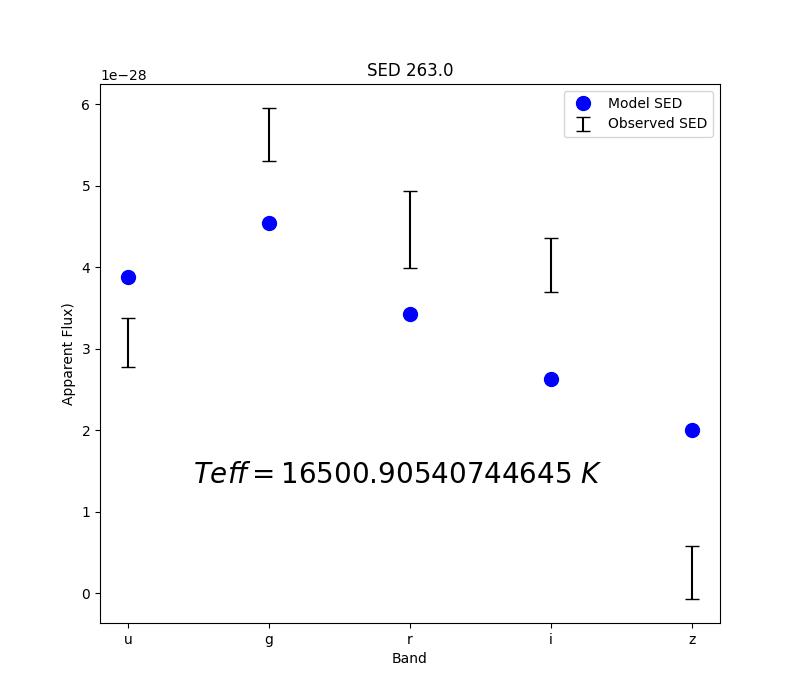 SED 263.0
1e−28
Model SED
Observed SED
6
5
4
3
2
1
0
Apparent Flux)
Teff = 16500.90540744645 K
u g r i z
Band